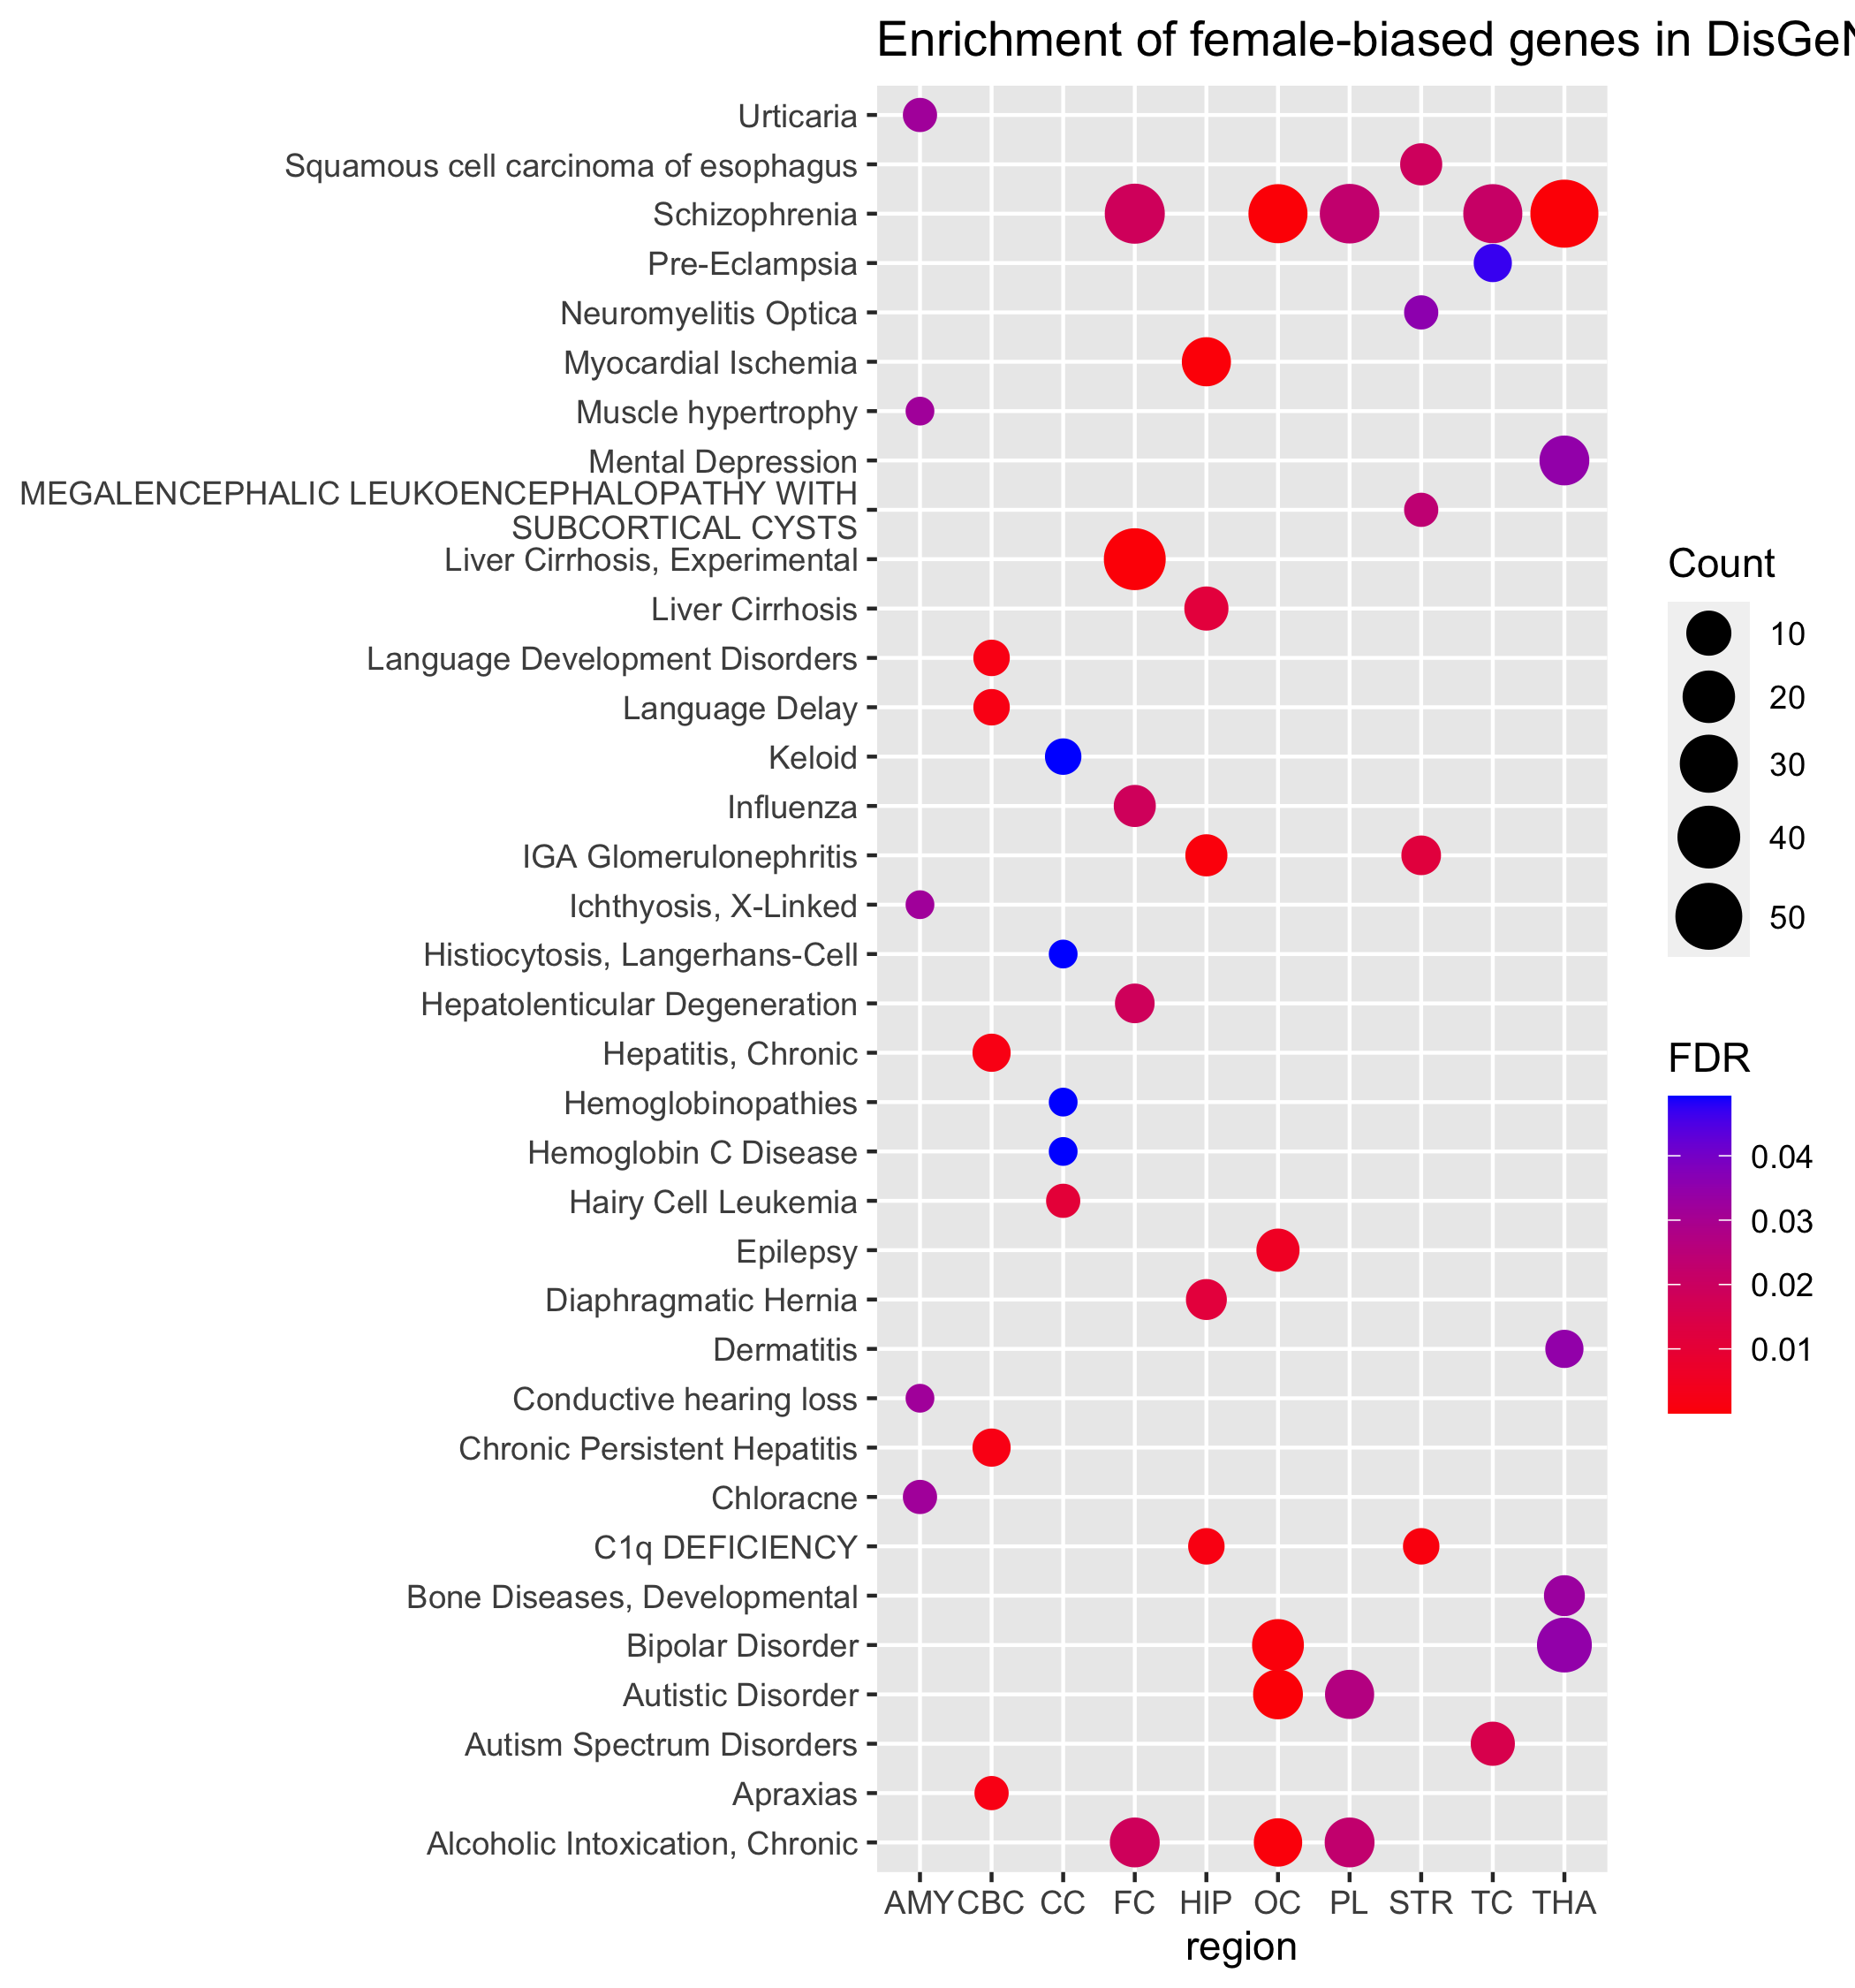 Enrichment of female-biased genes in DisGeN
Urticaria
Squamous cell carcinoma of esophagus
Schizophrenia
Pre-Eclampsia
Neuromyelitis Optica
Myocardial Ischemia
Muscle hypertrophy
Mental Depression
MEGALENCEPHALIC LEUKOENCEPHALOPATHY WITH
SUBCORTICAL CYSTS
Liver Cirrhosis, Experimental
Liver Cirrhosis
Language Development Disorders
Language Delay
Keloid
Influenza
IGA Glomerulonephritis
Ichthyosis, X-Linked
Histiocytosis, Langerhans-Cell
Hepatolenticular Degeneration
Hepatitis, Chronic
Hemoglobinopathies
Hemoglobin C Disease
Hairy Cell Leukemia
Epilepsy
Diaphragmatic Hernia
Dermatitis
Conductive hearing loss
Chronic Persistent Hepatitis
Chloracne
C1q DEFICIENCY
Bone Diseases, Developmental
Bipolar Disorder
Autistic Disorder
Autism Spectrum Disorders
Apraxias
Alcoholic Intoxication, Chronic
AMY CBC CC FC HIP OC PL STR TC THA
region
Count
10
20
30
40
50
FDR
0.04
0.03
0.02
0.01